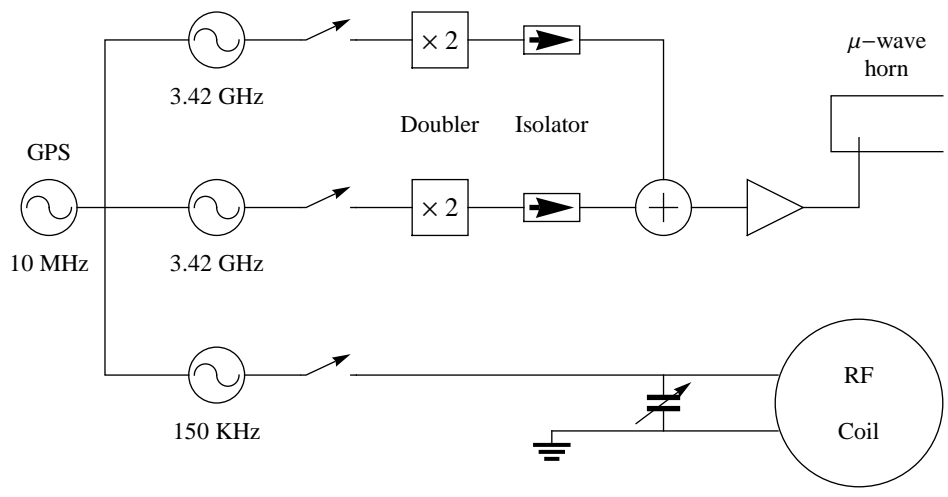 × 2
3.42 GHz
μ−wave
horn
Doubler
Isolator
GPS
× 2
10 MHz
3.42 GHz
RF
150 KHz
Coil